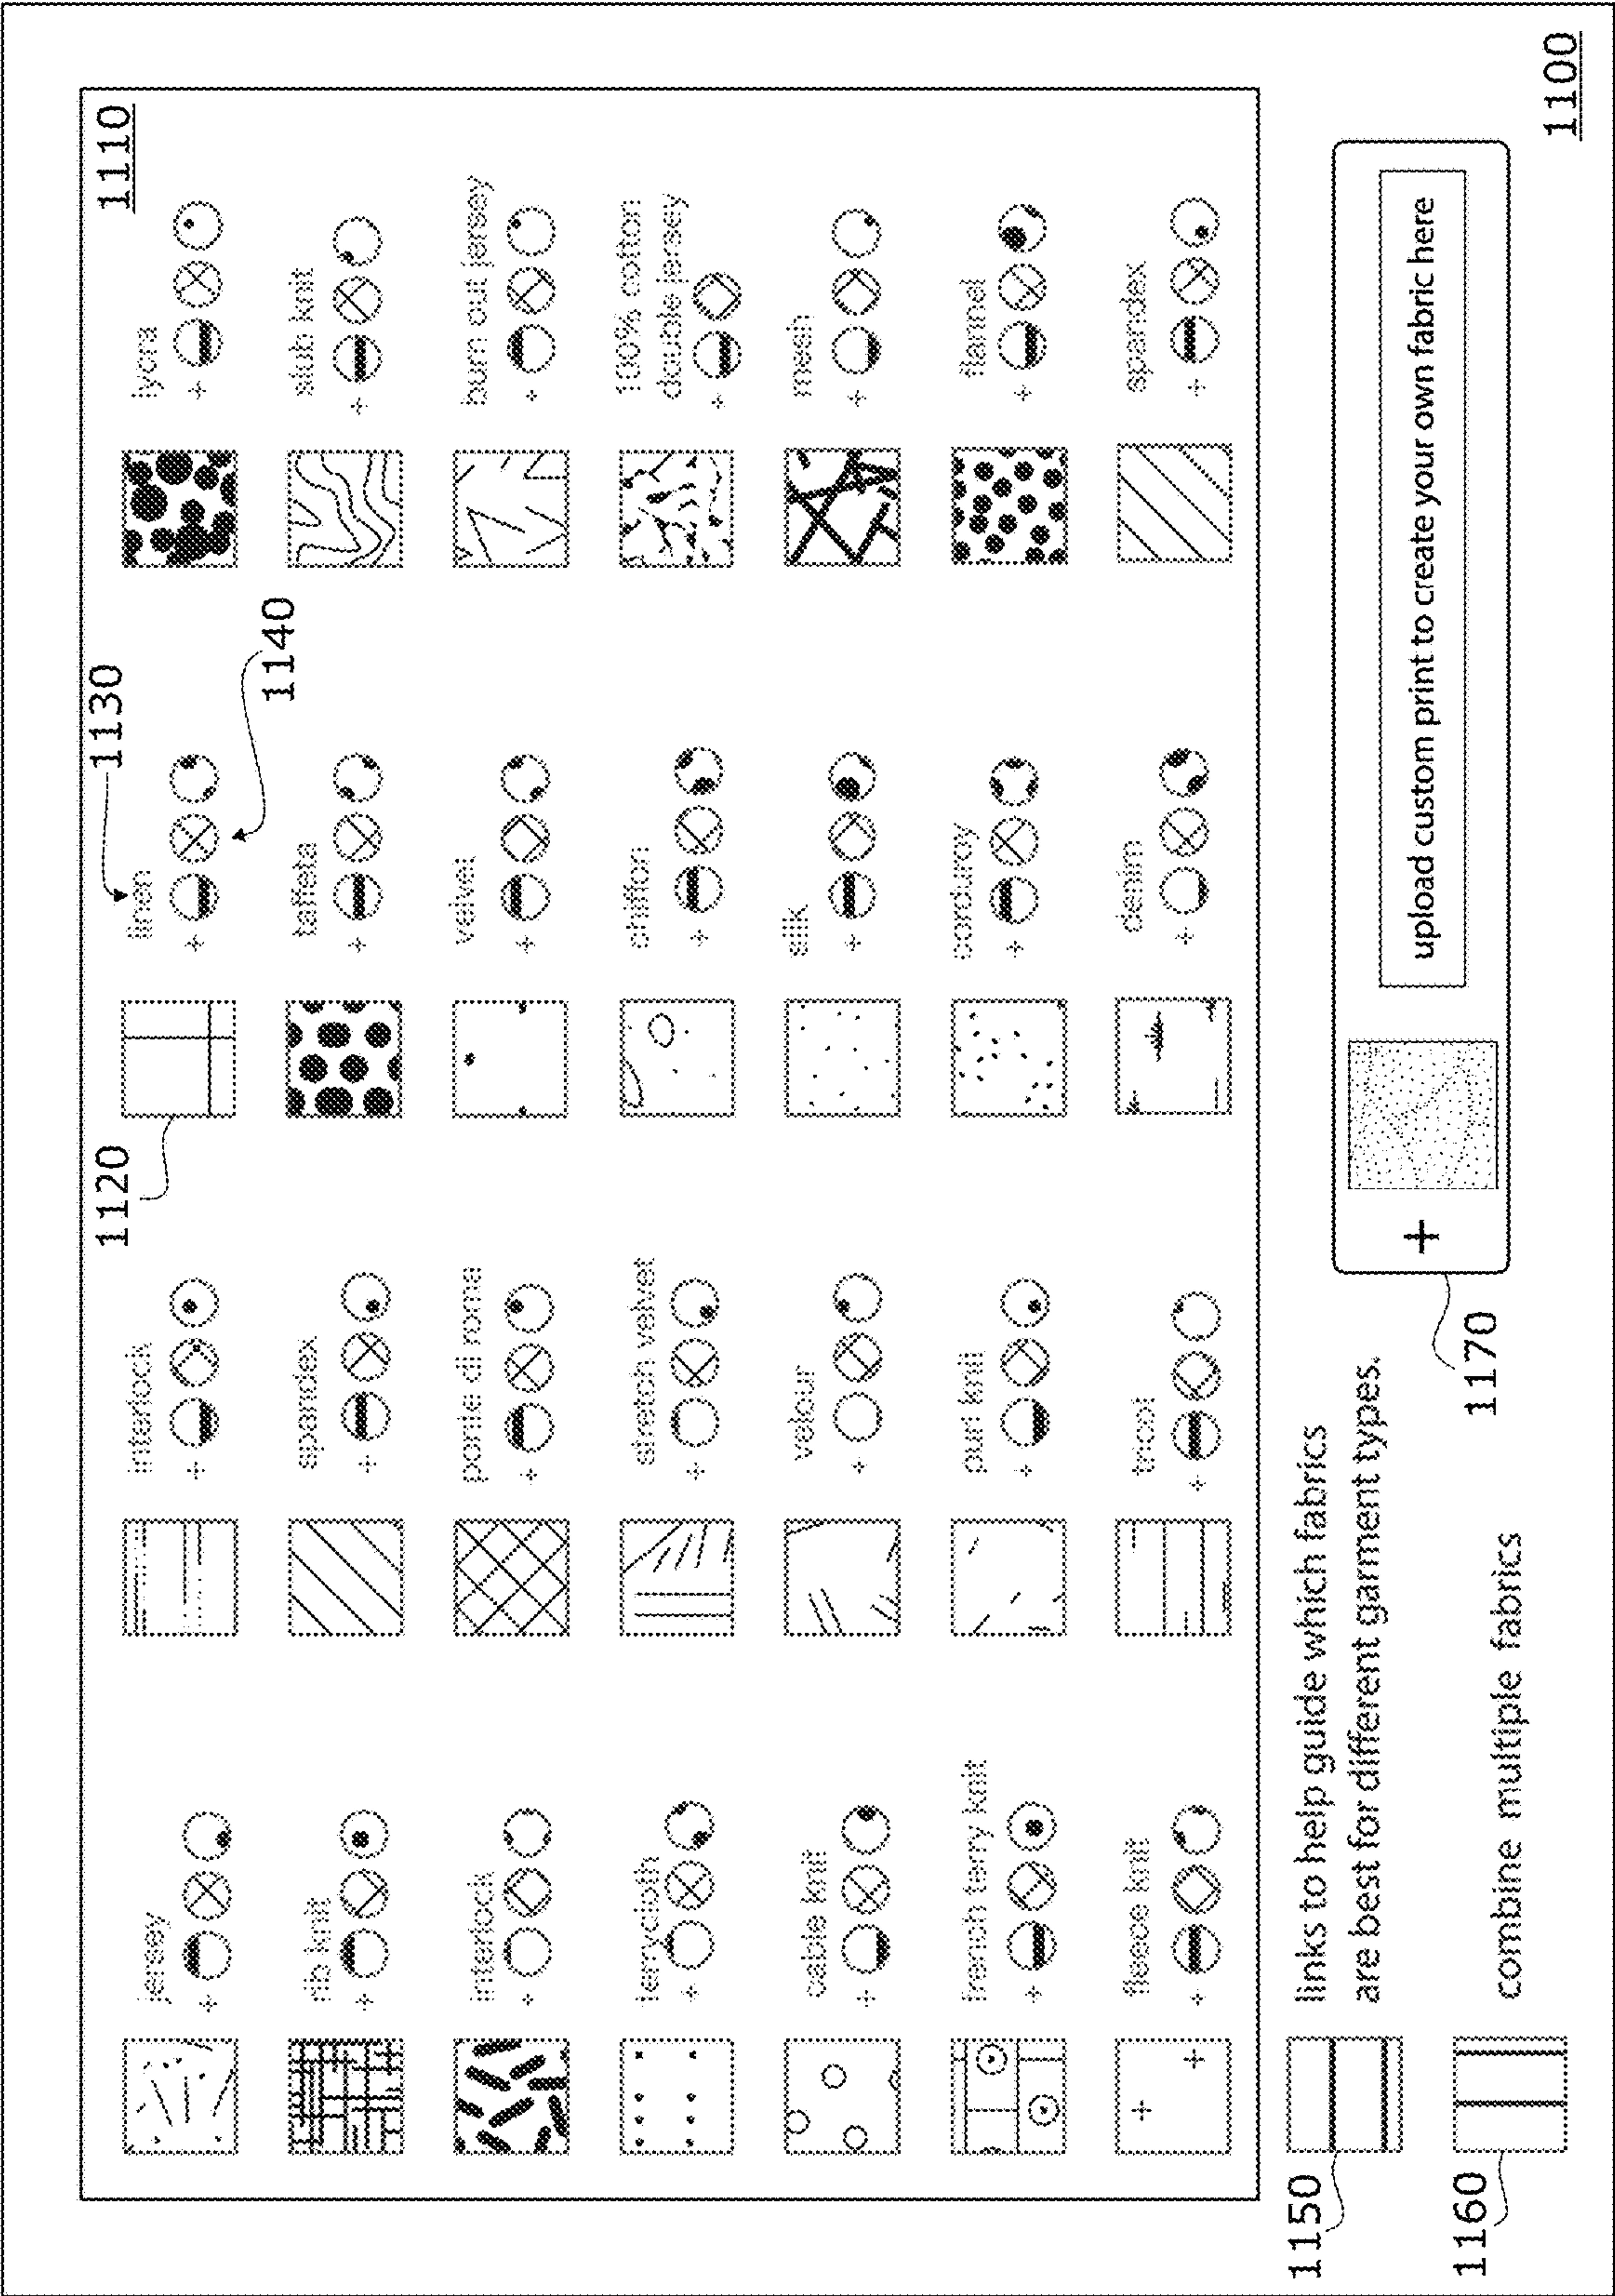 1110
1130
1140
1120
jersey
interlock
linen
lycra
rib knit
spandex
taffeta
slub knit
interlock
ponte di roma
velvet
burn out jersey
terrycloth
stretch velvet
chiffon
100% cotton
double jersey
cable knit
velour
silk
mesh
french terry knit
purl knit
corduroy
flannel
fleece knit
tricot
denim
spandex
1150
links to help guide which fabrics
are best for different garment types.
1160
combine multiple fabrics
1170
+
upload custom print to create your own fabric here
1100